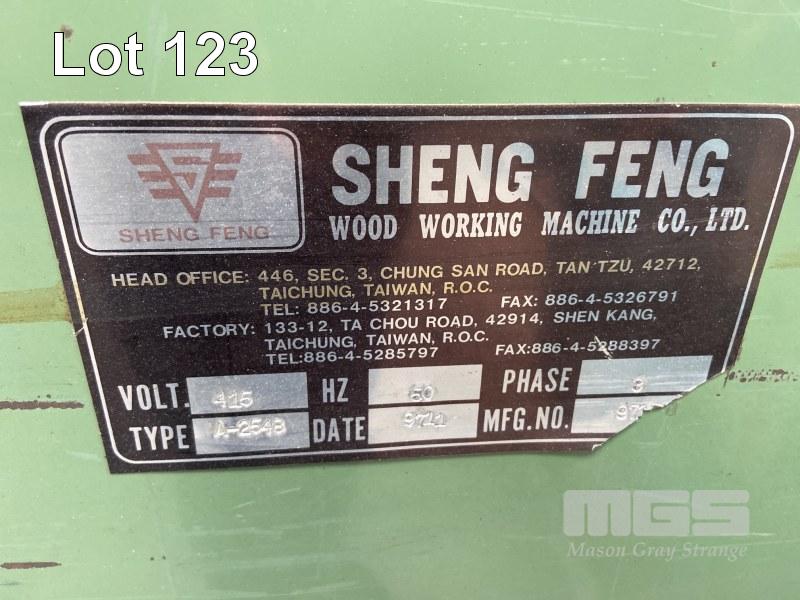 Lot 123
SHENG FENG
SHENG FENG
WOOD WORKING MACHINE CO., LTD.
HEAD OFFICE: 446, SEC. 3, CHUNG SAN ROAD, TAN TZU, 42712,
TAICHUNG, TAIWAN, R.O.C.
TEL: 886-4-5321317 FAX: 886-4-5326791
FACTORY: 133-12, TA CHOU ROAD, 42914, SHEN KANG,
TAICHUNG, TAIWAN, R.O.C.
TEL:886-4-5285797 FAX:886-4-5288397
VOLT. 415 HZ 50 PHASE 3
TYPE A-2548 DATE 9711 MFG.NO.
MGS
Mason Gray Strange